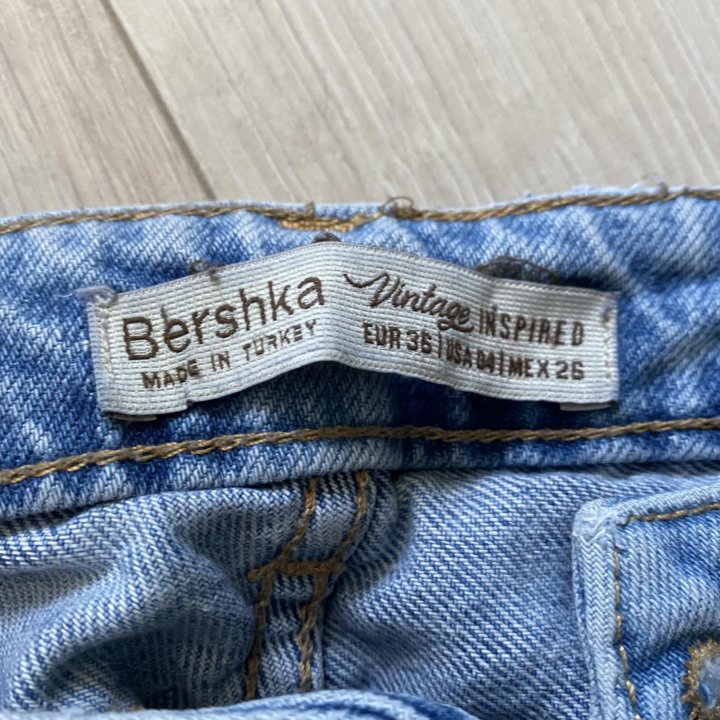 Bershka
MADE IN TURKEY
Vintage INSPIRED
EUR 36 | USA 04 | MEX 26